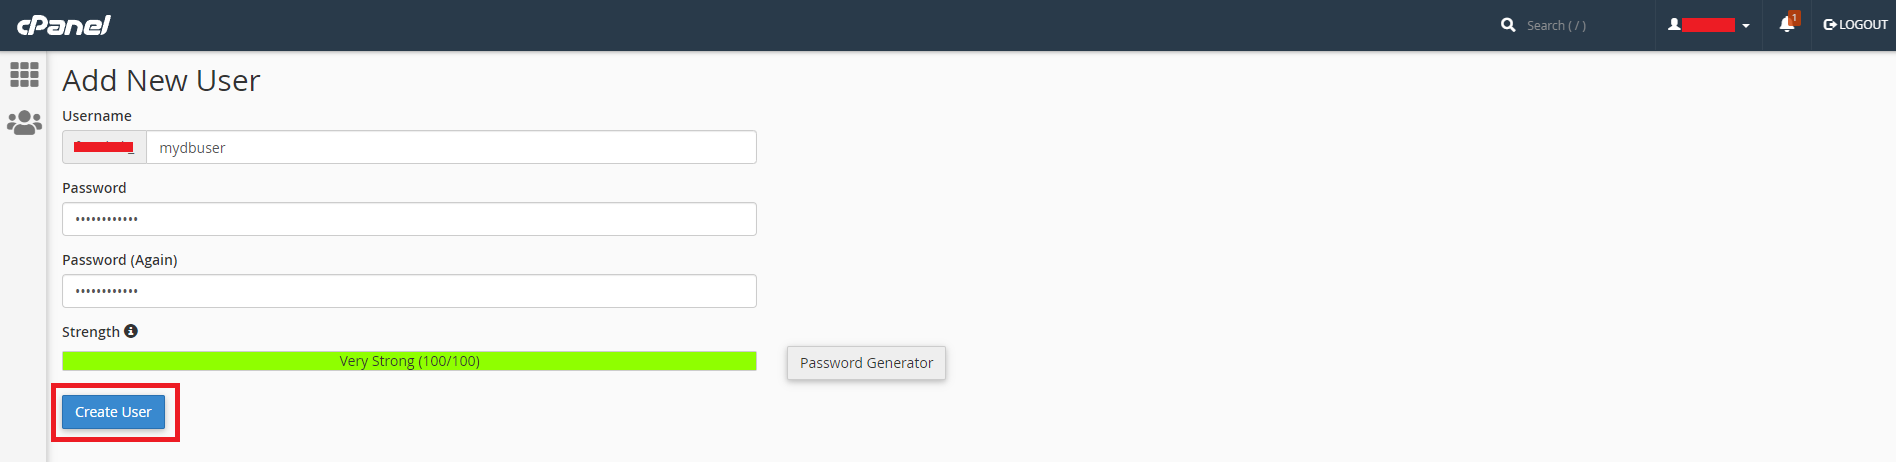 cPanel
Search ( / )
1
LOGOUT
Add New User
Username
_ mydbuser
Password
••••••••••••
Password (Again)
••••••••••••
Strength
Very Strong (100/100)
Password Generator
Create User